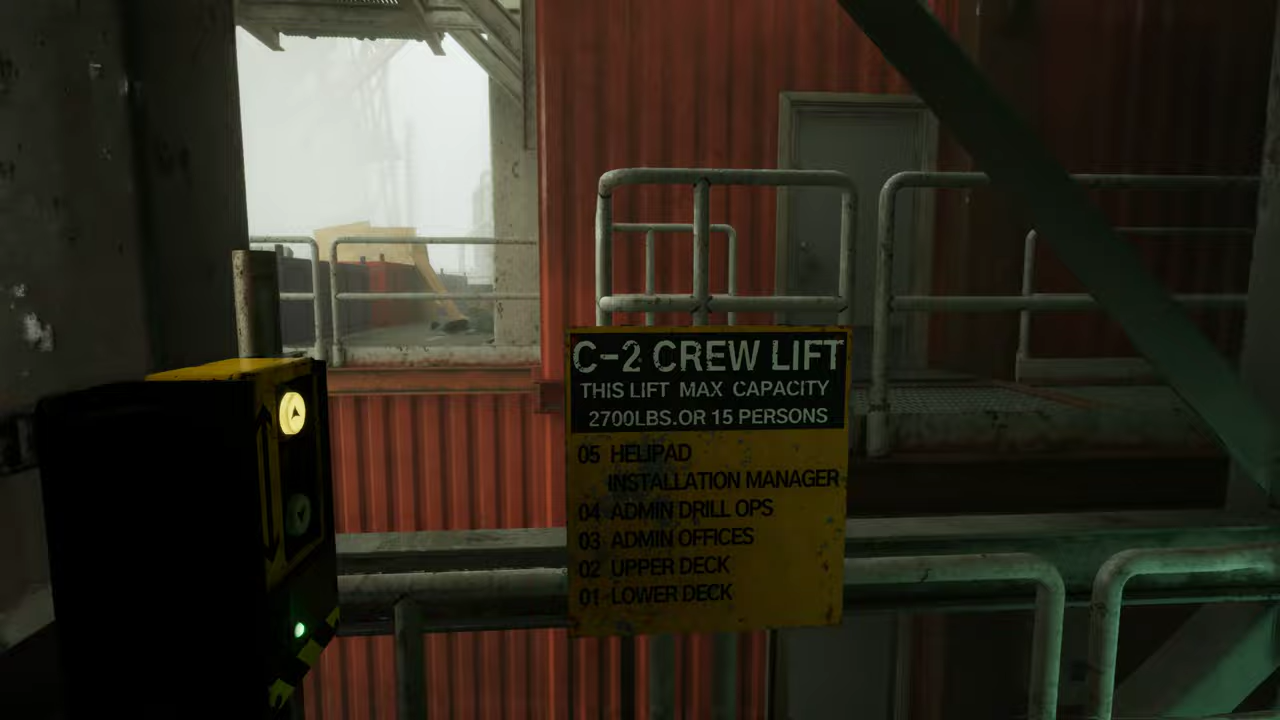 C-2 CREW LIFT
THIS LIFT MAX CAPACITY
2700LBS.OR 15 PERSONS
05 HELIPAD
INSTALLATION MANAGER
04 ADMIN DRILL OPS
03 ADMIN OFFICES
02 UPPER DECK
01 LOWER DECK